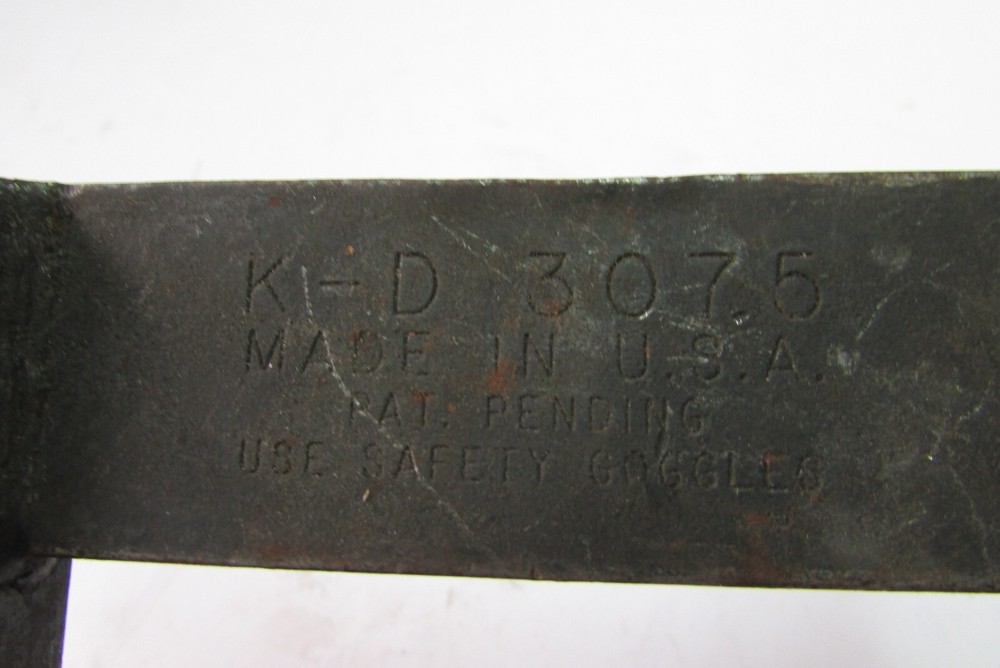 K-D 3075
MADE IN U.S.A.
PAT. PENDING
USE SAFETY GOGGLES